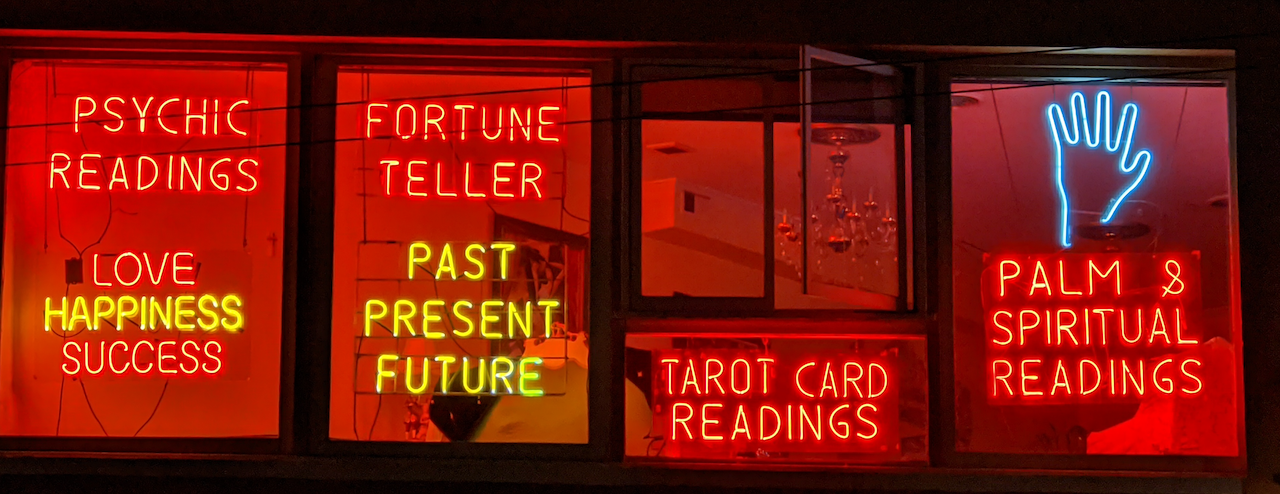 PSYCHIC
READINGS
LOVE
HAPPINESS
SUCCESS
FORTUNE
TELLER
PAST
PRESENT
FUTURE
TAROT CARD
READINGS
PALM &
SPIRITUAL
READINGS